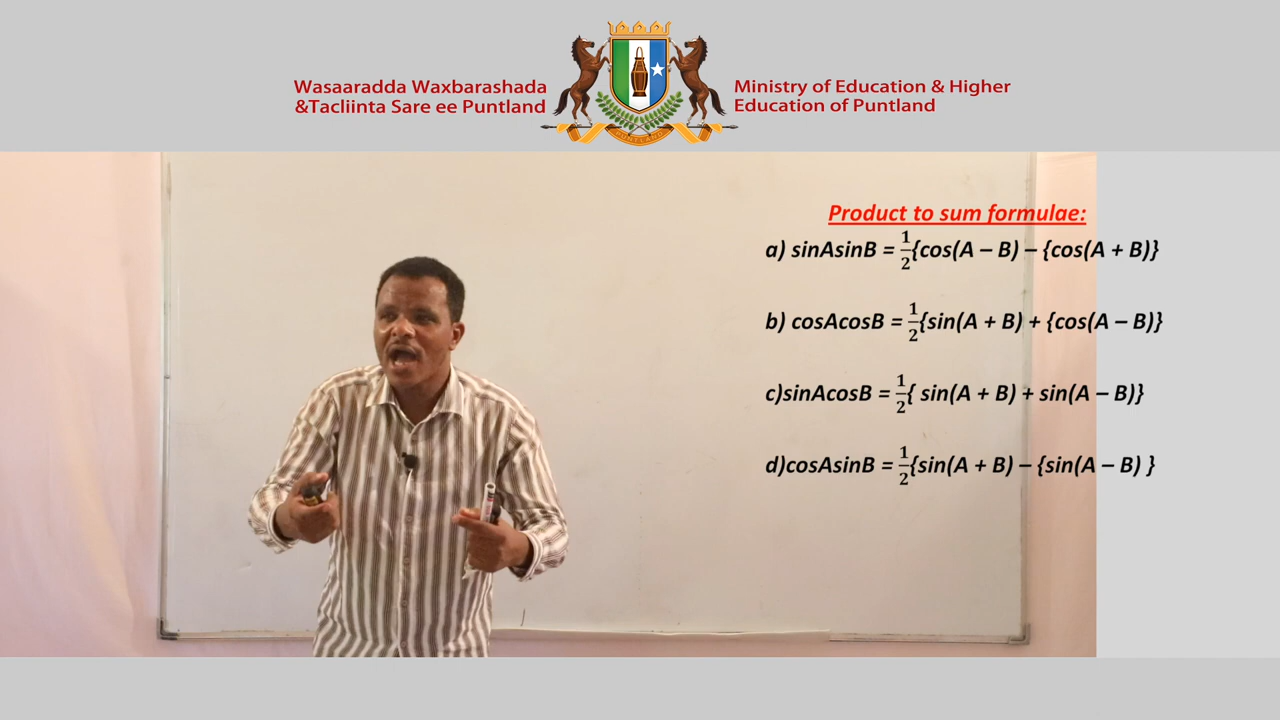 Wasaaradda Waxbarashada
&Tacliinta Sare ee Puntland
Ministry of Education & Higher
Education of Puntland
PUNTLAND
Product to sum formulae:
a) sinAsinB = 1/2{cos(A – B) – {cos(A + B)}
b) cosAcosB = 1/2{sin(A + B) + {cos(A – B)}
c)sinAcosB = 1/2{ sin(A + B) + sin(A – B)}
d)cosAsinB = 1/2{sin(A + B) – {sin(A – B) }